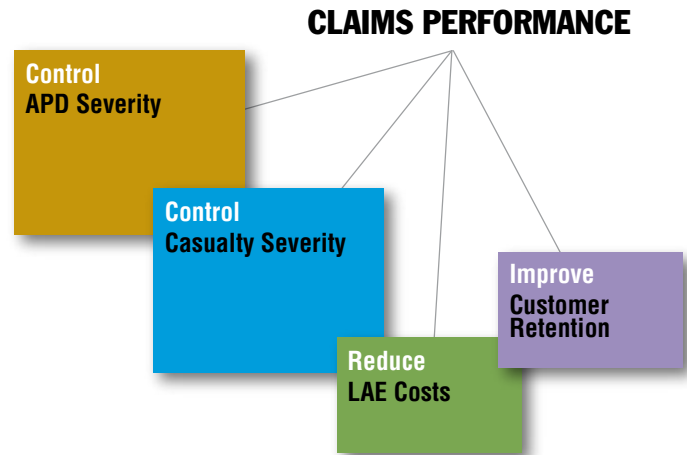 CLAIMS PERFORMANCE
Control
APD Severity
Control
Casualty Severity
Improve
Customer
Retention
Reduce
LAE Costs